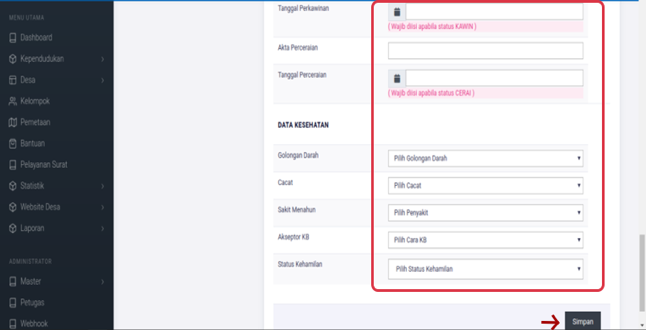 MENU UTAMA
Dashboard
Kependudukan
Desa
Kelompok
Pemetaan
Bantuan
Pelayanan Surat
Statistik
Website Desa
Laporan
ADMINISTRATOR
Master
Petugas
Webhook
Tanggal Perkawinan
( Wajib diisi apabila status KAWIN )
Akta Perceraian
Tanggal Perceraian
( Wajib diisi apabila status CERAI )
DATA KESEHATAN
Golongan Darah
Pilih Golongan Darah
Cacat
Pilih Cacat
Sakit Menahun
Pilih Penyakit
Akseptor KB
Pilih Cara KB
Status Kehamilan
Pilih Status Kehamilan
Simpan